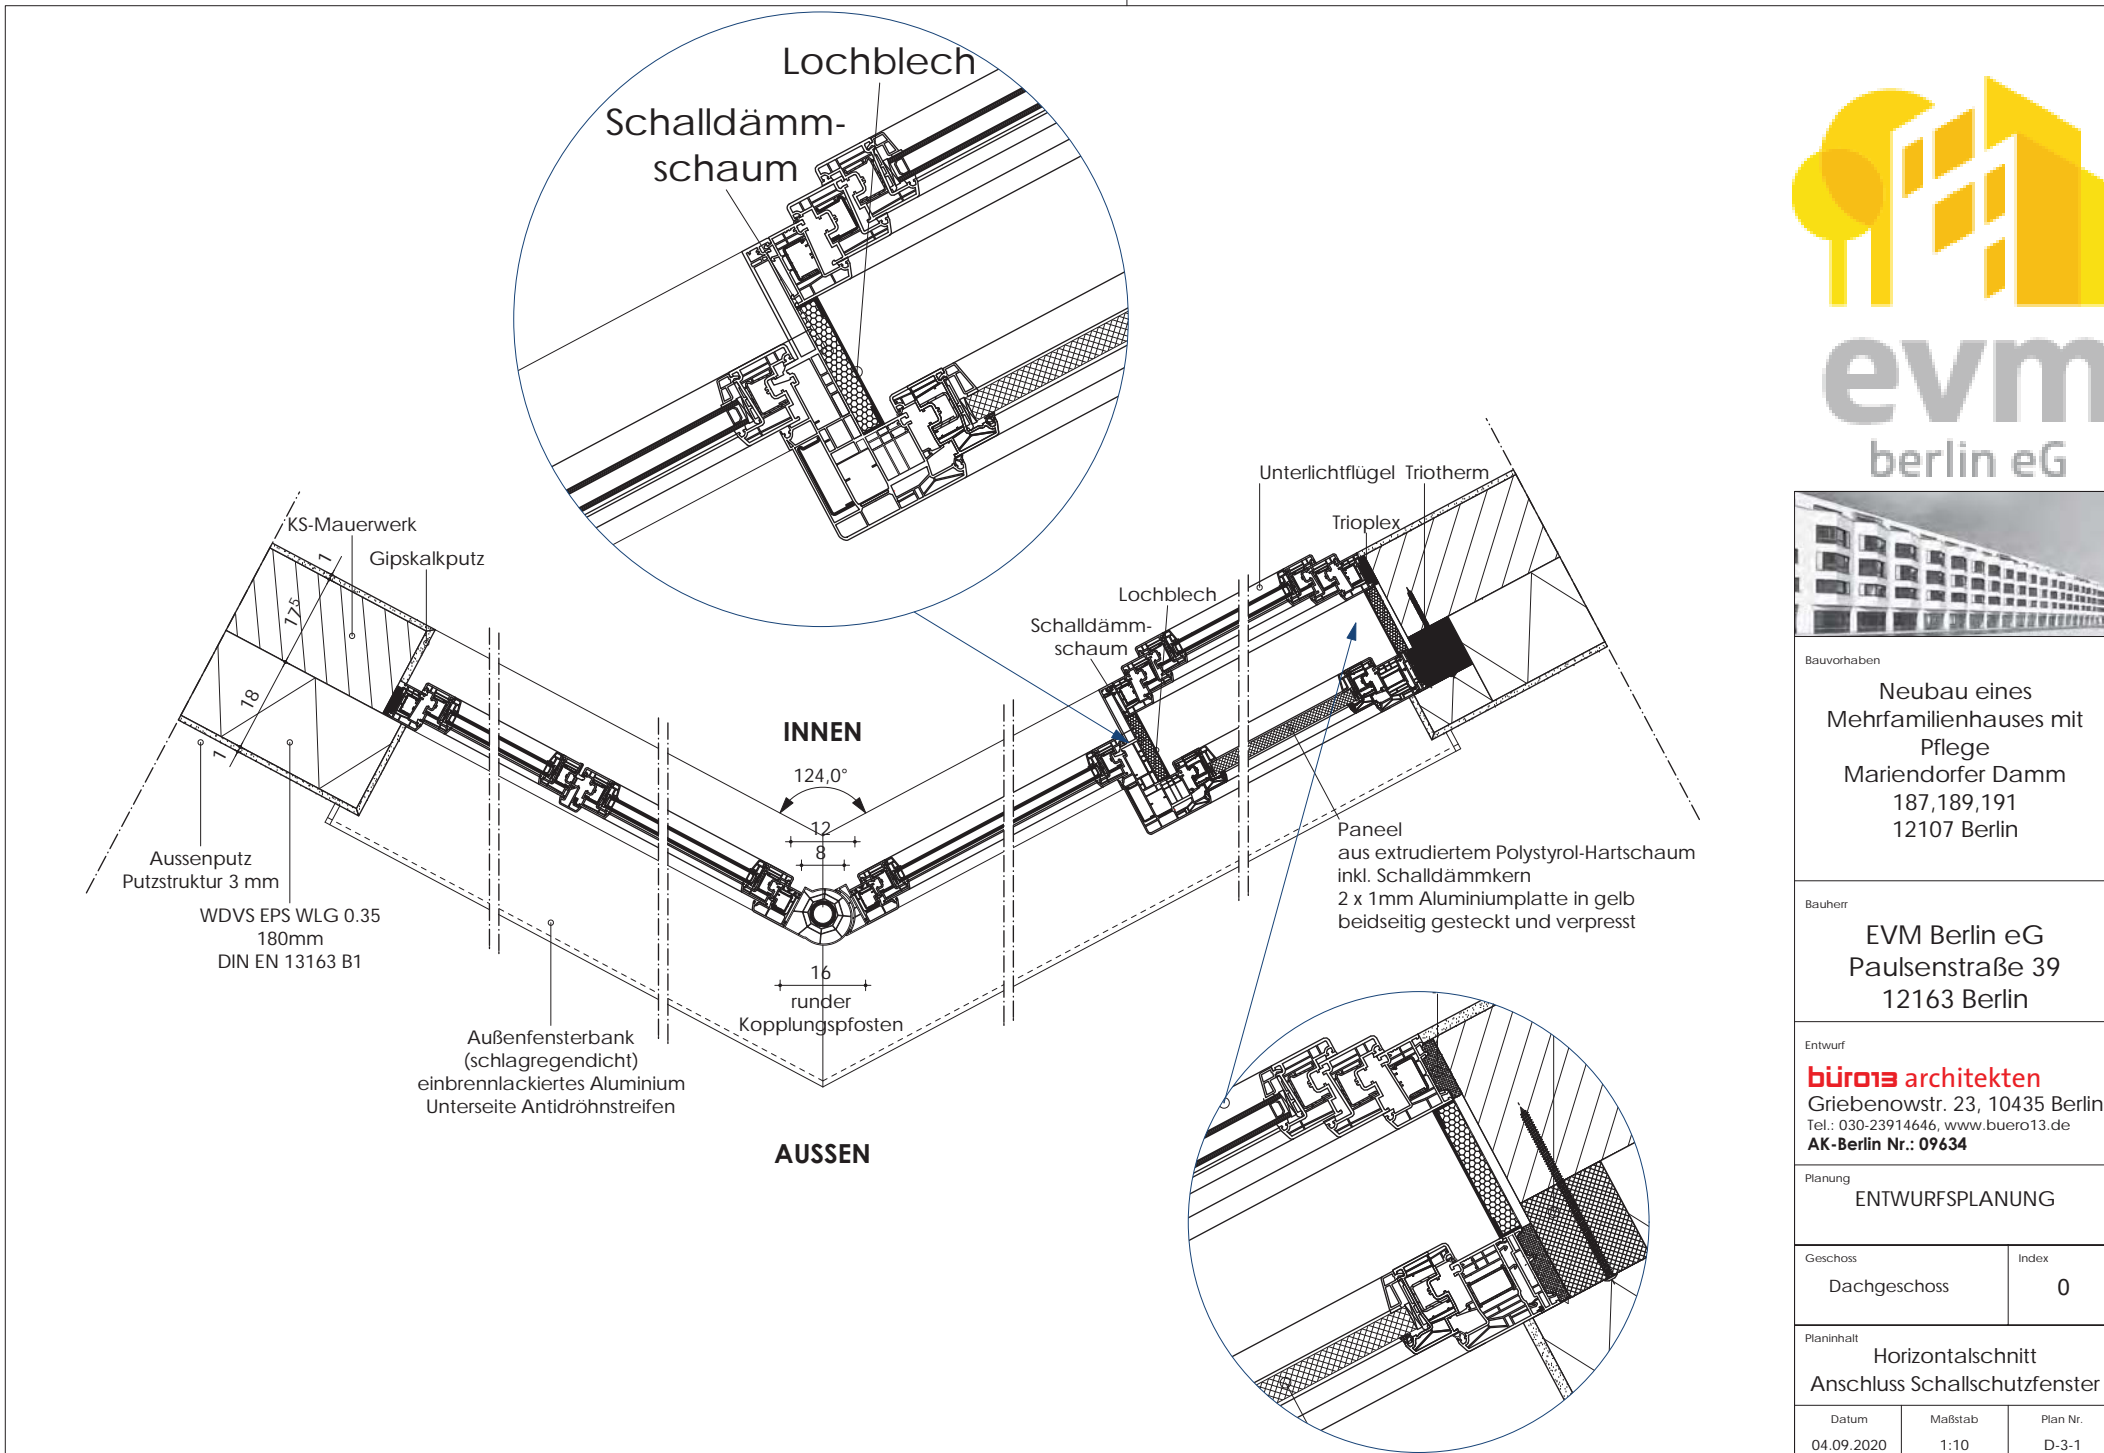 Lochblech
Schalldämm-
schaum
KS-Mauerwerk
Gipskalkputz
1
17⁵
18
1
Aussenputz
Putzstruktur 3 mm
WDVS EPS WLG 0.35
180mm
DIN EN 13163 B1
Außenfensterbank
(schlagregendicht)
einbrennlackiertes Aluminium
Unterseite Antidröhnstreifen
INNEN
124,0°
12
8
16
runder
Kopplungspfosten
AUSSEN
Schalldämm-
schaum
Lochblech
Unterlichtflügel
Triotherm
Trioplex
Paneel
aus extrudiertem Polystyrol-Hartschaum
inkl. Schalldämmkern
2 x 1mm Aluminiumplatte in gelb
beidseitig gesteckt und verpresst
evm
berlin eG
Bauvorhaben
Neubau eines
Mehrfamilienhauses mit
Pflege
Mariendorfer Damm
187,189,191
12107 Berlin
Bauherr
EVM Berlin eG
Paulsenstraße 39
12163 Berlin
Entwurf
büro13 architekten
Griebenowstr. 23, 10435 Berlin
Tel.: 030-23914646, www.buero13.de
AK-Berlin Nr.: 09634
Planung
ENTWURFSPLANUNG
Geschoss
Dachgeschoss
Index
0
Planinhalt
Horizontalschnitt
Anschluss Schallschutzfenster
Datum
04.09.2020
Maßstab
1:10
Plan Nr.
D-3-1